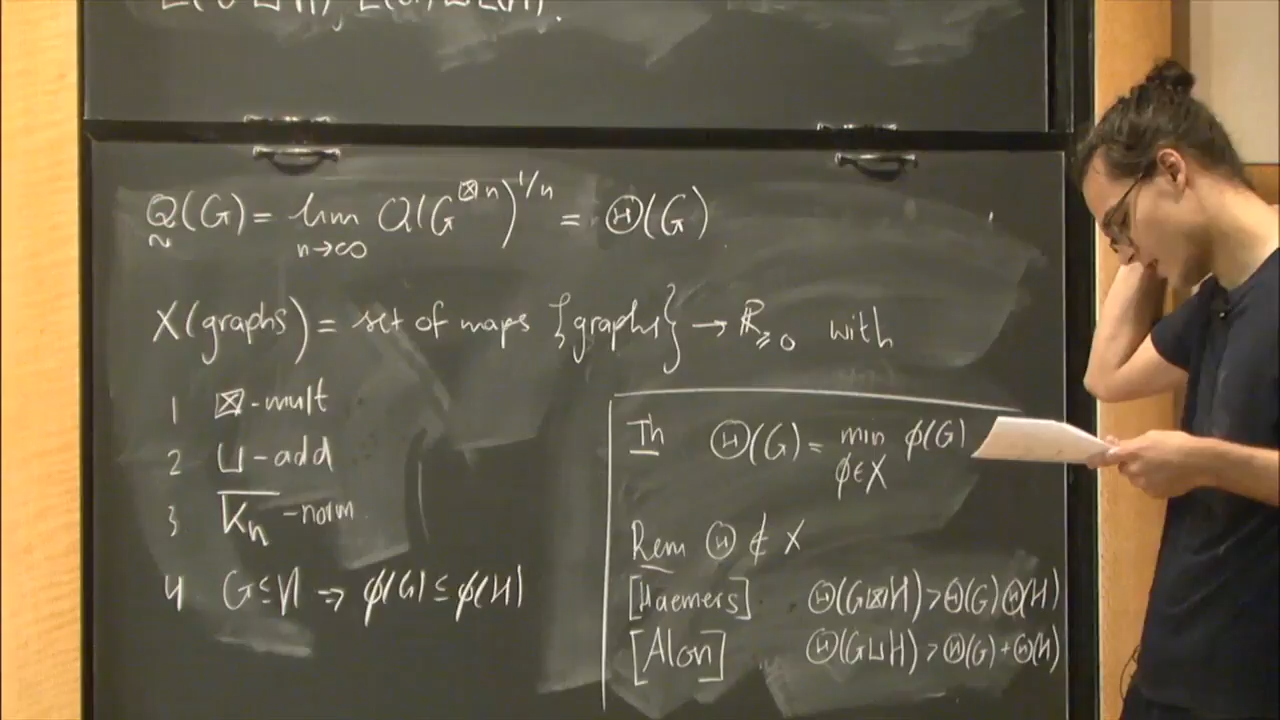 Q(G) = lim n→∞ Q(G^⊠n)^1/n = Θ(G)
X(graphs) = set of maps {graphs} → ℝ≥0 with
1 ⊠-mult
2 ⊔-add
3 K̅n-norm
4 G ≤ H ⇒ ϕ(G) ≤ ϕ(H)
Th Θ(G) = min ϕ∈X ϕ(G)
Rem Θ ∉ X
[Haemers] Θ(G⊠H) > Θ(G)Θ(H)
[Alon] Θ(G⊔H) > Θ(G) + Θ(H)